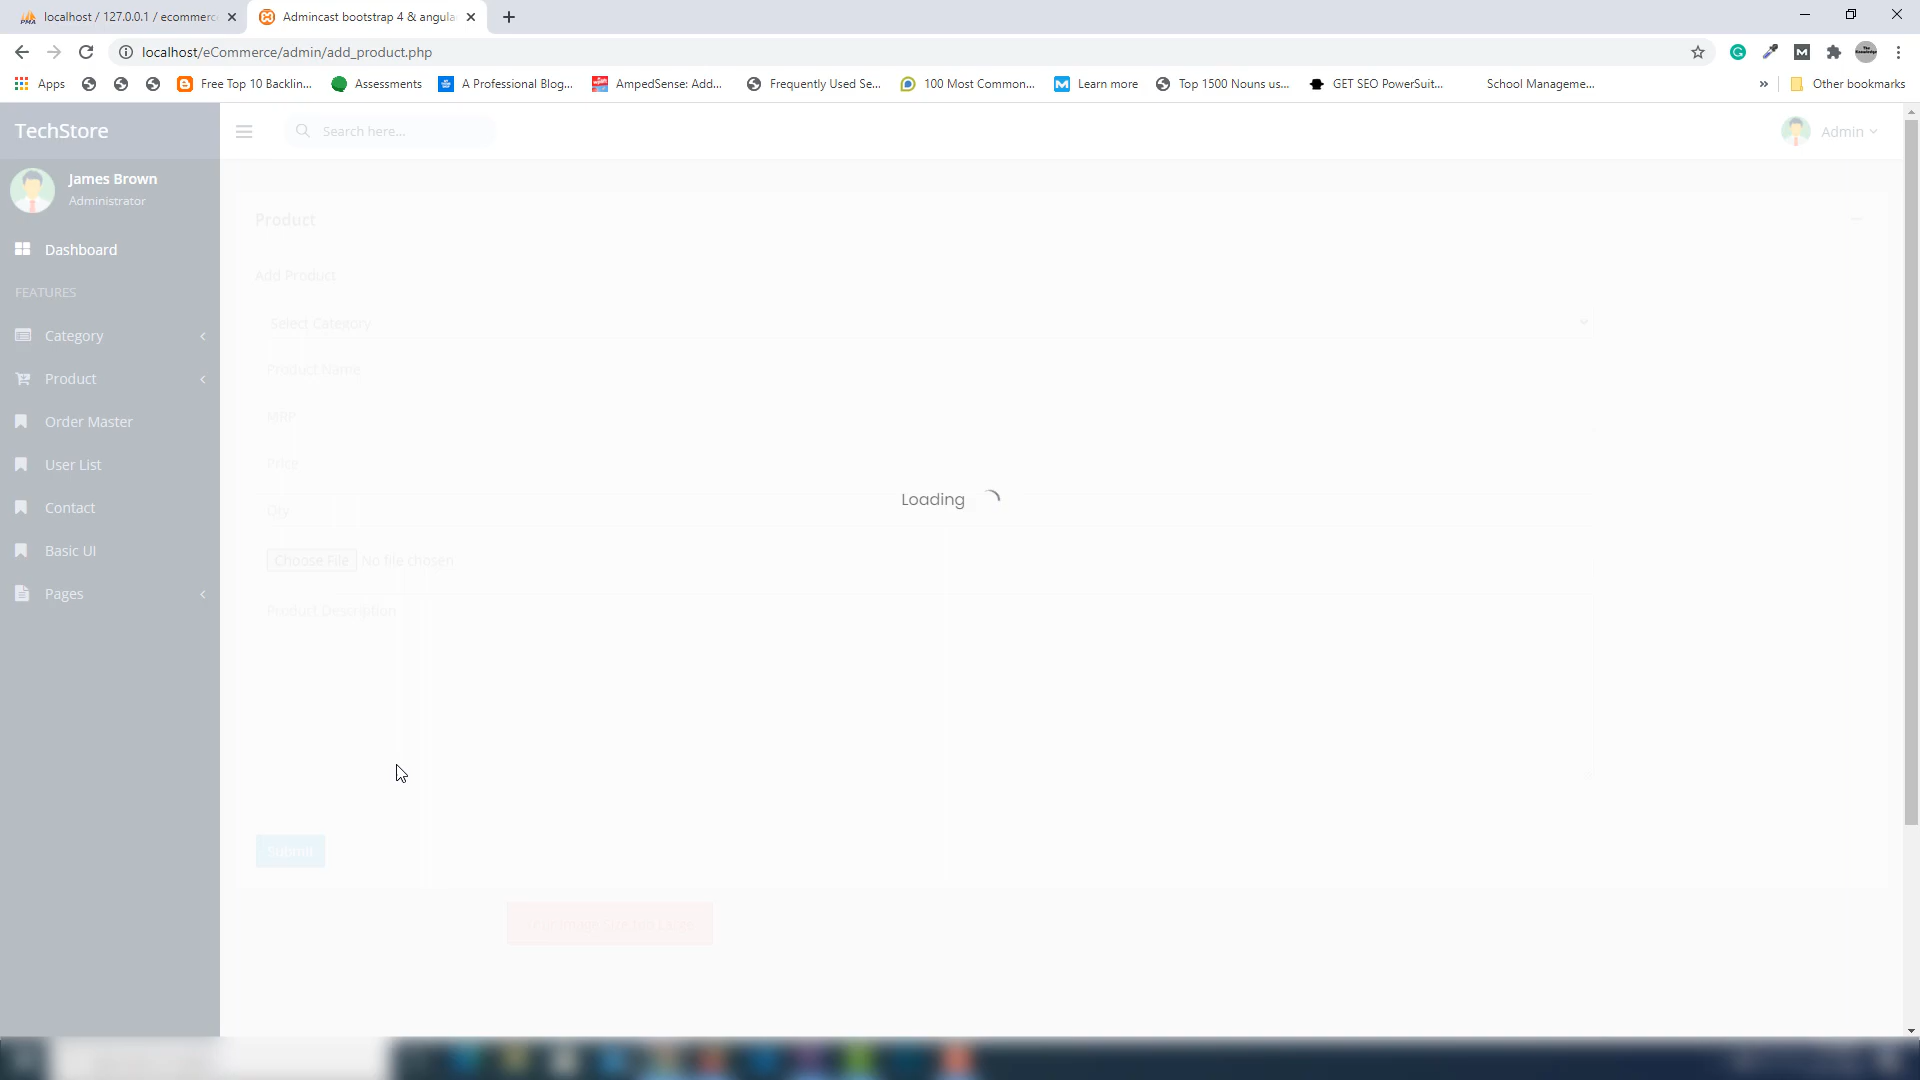 localhost / 127.0.0.1 / ecommerc
Admincast bootstrap 4 & angula
localhost/eCommerce/admin/add_product.php
Apps
Free Top 10 Backlin...
Assessments
A Professional Blog...
AmpedSense: Add...
Frequently Used Se...
100 Most Common...
Learn more
Top 1500 Nouns us...
GET SEO PowerSuit...
School Manageme...
»
Other bookmarks
TechStore
Search here...
Admin
James Brown
Administrator
Dashboard
FEATURES
Category
Product
Order Master
User List
Contact
Basic UI
Pages
Product
Add Product
Select Category
Product Name
MRP
Price
Qty
Loading
Choose File No file chosen
Product Description
Submit